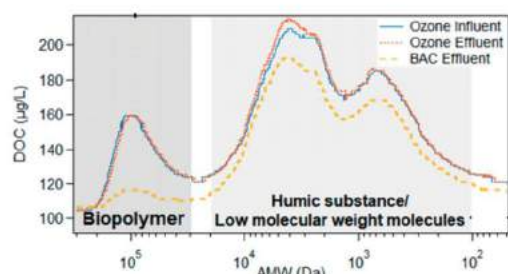 Ozone Influent
Ozone Effluent
BAC Effluent
DOC (µg/L)
200
180
160
140
120
100
Biopolymer
Humic substance/
Low molecular weight molecules
10⁵
10⁴
10³
10²
AMW (Da)